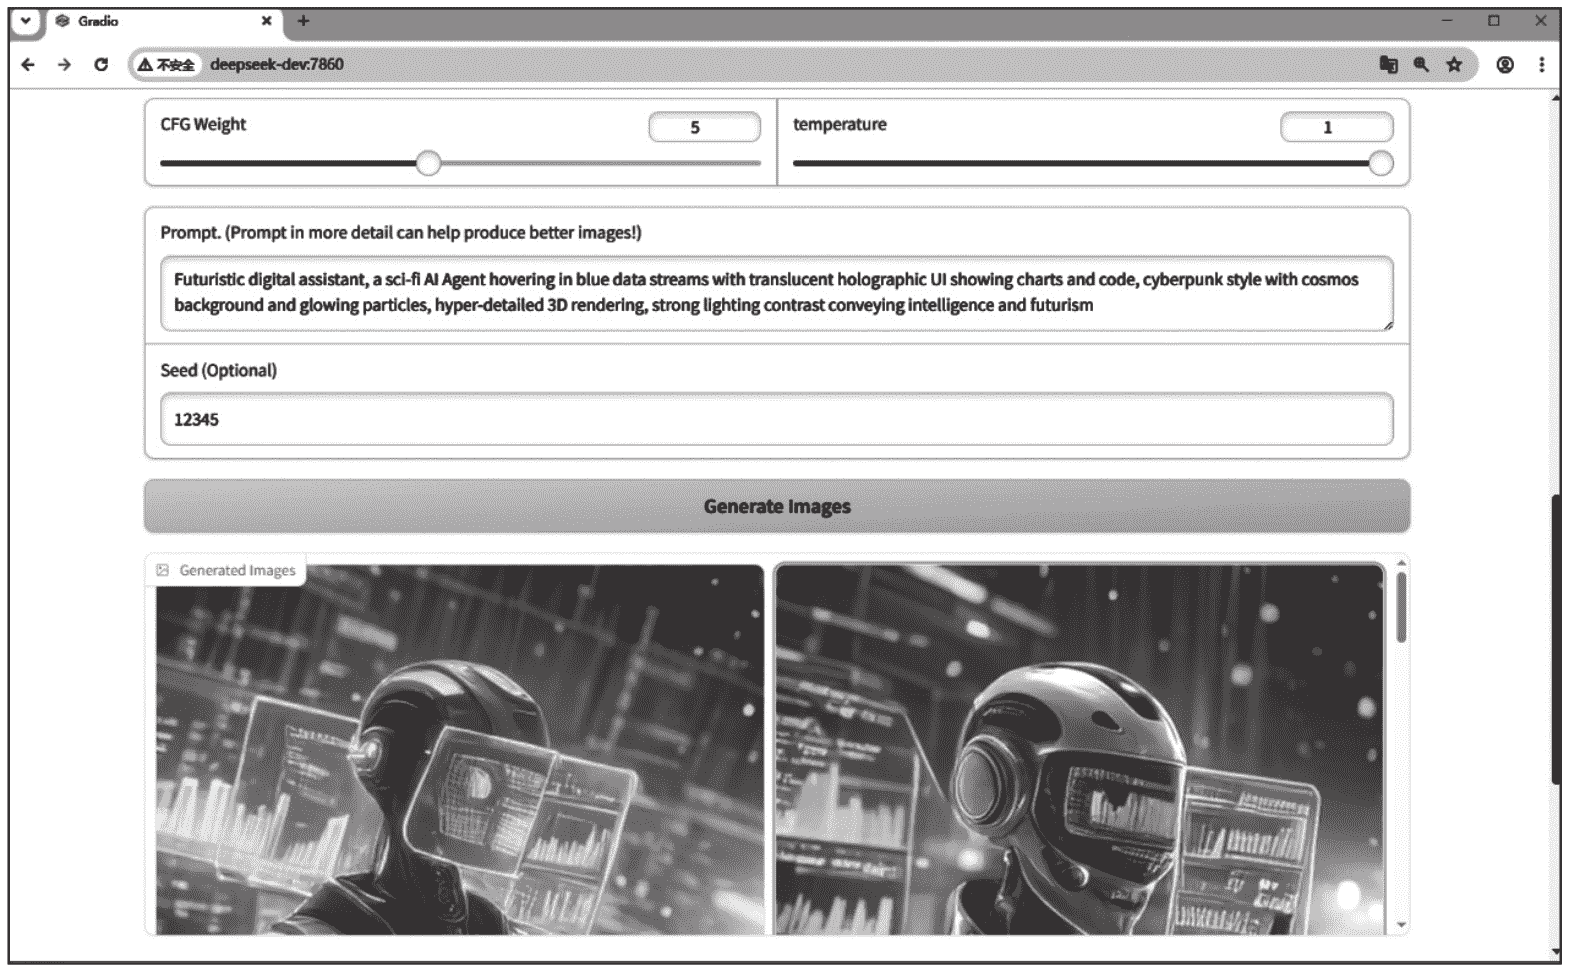 Gradio
不安全 deepseek-dev:7860
CFG Weight 5
temperature 1
Prompt. (Prompt in more detail can help produce better images!)
Futuristic digital assistant, a sci-fi AI Agent hovering in blue data streams with translucent holographic UI showing charts and code, cyberpunk style with cosmos
background and glowing particles, hyper-detailed 3D rendering, strong lighting contrast conveying intelligence and futurism
Seed (Optional)
12345
Generate Images
Generated Images